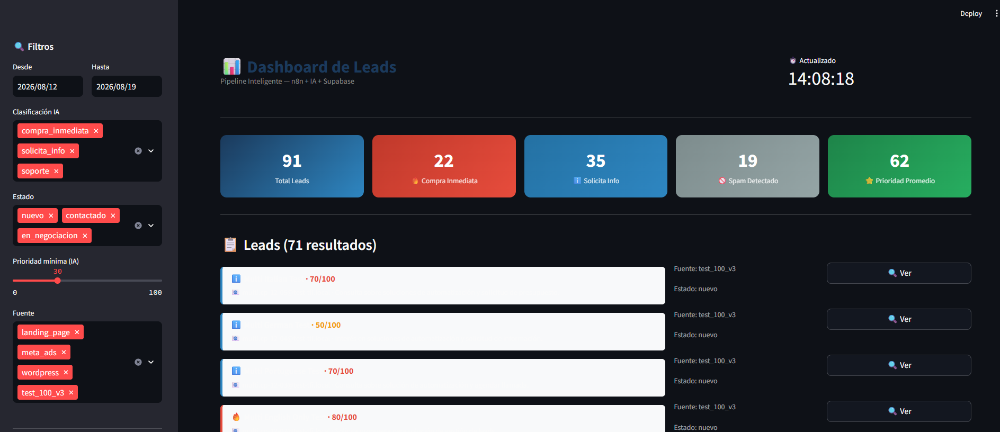 Deploy
Filtros
Desde
Hasta
2026/08/12
2026/08/19
Clasificación IA
compra_inmediata ×
solicita_info ×
soporte ×
Estado
nuevo × contactado ×
en_negociacion ×
Prioridad mínima (IA)
30
0 100
Fuente
landing_page ×
meta_ads ×
wordpress ×
test_100_v3 ×
Dashboard de Leads
Pipeline Inteligente — n8n + IA + Supabase
Actualizado
14:08:18
91
Total Leads
22
Compra Inmediata
35
Solicita Info
19
Spam Detectado
62
Prioridad Promedio
Leads (71 resultados)
· 70/100
Fuente: test_100_v3
Estado: nuevo
Ver
· 50/100
Fuente: test_100_v3
Estado: nuevo
Ver
· 70/100
Fuente: test_100_v3
Estado: nuevo
Ver
· 80/100
Fuente: test_100_v3
Estado: nuevo
Ver